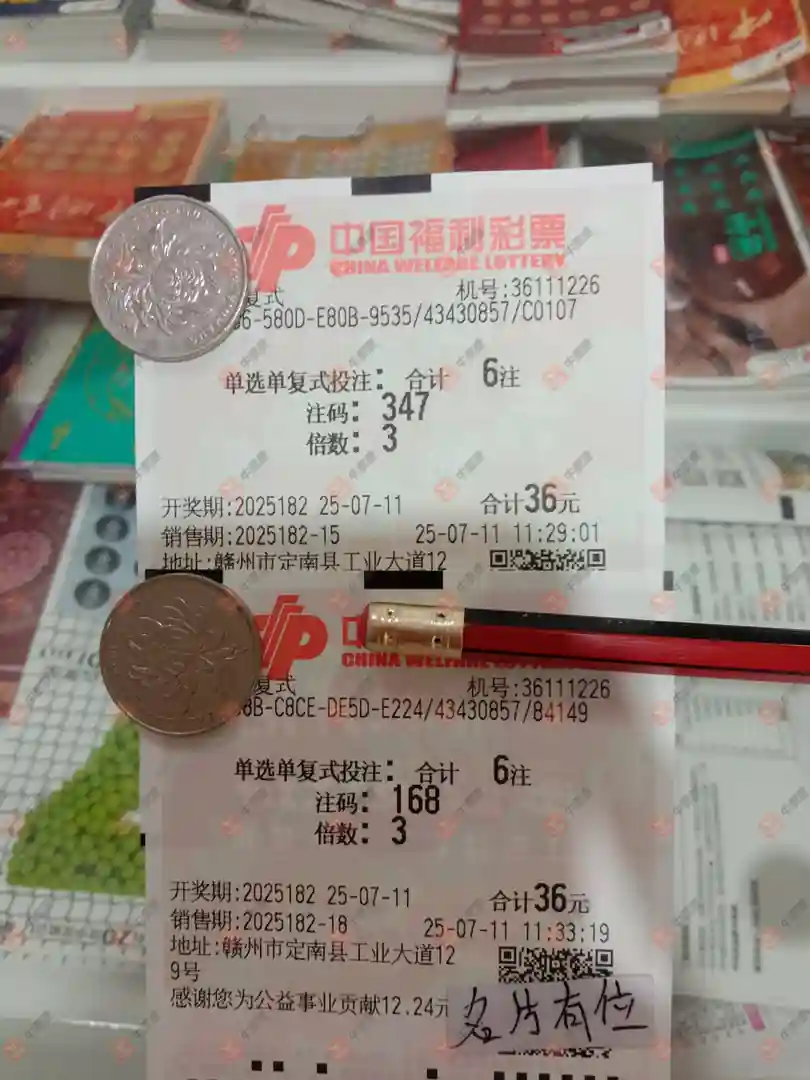 中国福利彩票
CHINA WELFARE LOTTERY
复式 机号:36111226
6-580D-E80B-9535/43430857/C0107
单选单复式投注: 合计 6注
注码: 347
倍数: 3
开奖期:2025182 25-07-11 合计36元
销售期:2025182-15 25-07-11 11:29:01
地址:赣州市定南县工业大道12
CHINA WELFARE LOTTERY
复式 机号:36111226
8B-C8CE-DE5D-E224/43430857/84149
单选单复式投注: 合计 6注
注码: 168
倍数: 3
开奖期:2025182 25-07-11 合计36元
销售期:2025182-18 25-07-11 11:33:19
地址:赣州市定南县工业大道12
9号
感谢您为公益事业贡献12.24元
名片有位